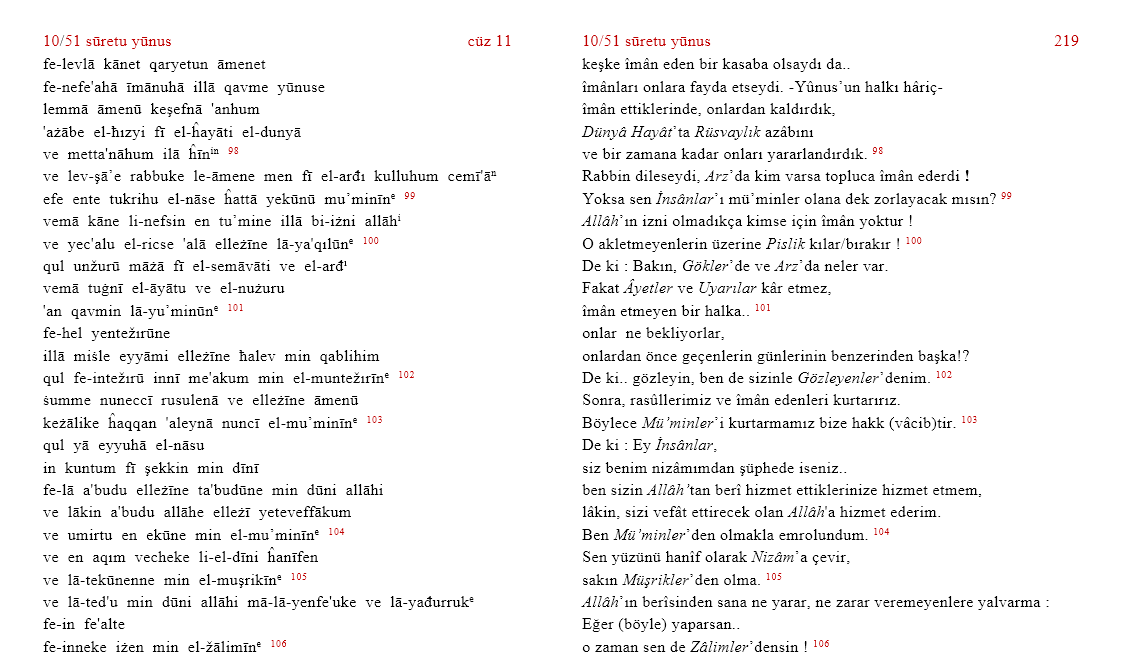 10/51 sūretu yūnus cüz 11
fe-levlā kānet qaryetun āmenet
fe-nefe'ahā īmānuhā illā qavme yūnuse
lemmā āmenū keşefnā 'anhum
'ażābe el-ħızyi fī el-ĥayāti el-dunyā
ve metta'nāhum ilā ĥīnⁱⁿ 98
ve lev-şā’e rabbuke le-āmene men fī el-arđı kulluhum cemī'āⁿ
efe ente tukrihu el-nāse ĥattā yekūnū mu’minīnᵉ 99
vemā kāne li-nefsin en tu’mine illā bi-iżni allāhⁱ
ve yec'alu el-ricse 'alā elleżīne lā-ya'qılūnᵉ 100
qul unžurū māżā fī el-semāvāti ve el-arđᶦ
vemā tuġnī el-āyātu ve el-nużuru
'an qavmin lā-yu’minūnᵉ 101
fe-hel yentežırūne
illā miśle eyyāmi elleżīne ħalev min qablihim
qul fe-intežırū innī me'akum min el-muntežırīnᵉ 102
śumme nuneccī rusulenā ve elleżīne āmenū
keżālike ĥaqqan 'aleynā nuncī el-mu’minīnᵉ 103
qul yā eyyuhā el-nāsu
in kuntum fī şekkin min dīnī
fe-lā a'budu elleżīne ta'budūne min dūni allāhi
ve lākin a'budu allāhe elleżī yeteveffākum
ve umirtu en ekūne min el-mu’minīnᵉ 104
ve en aqım vecheke li-el-dīni ĥanīfen
ve lā-tekūnenne min el-muşrikīnᵉ 105
ve lā-ted'u min dūni allāhi mā-lā-yenfe'uke ve lā-yađurrukᵉ
fe-in fe'alte
fe-inneke iżen min el-žālimīnᵉ 106
10/51 sūretu yūnus 219
keşke îmân eden bir kasaba olsaydı da..
îmânları onlara fayda etseydi. -Yûnus’un halkı hâriç-
îmân ettiklerinde, onlardan kaldırdık,
Dünyâ Hayât’ta Rüsvaylık azâbını
ve bir zamana kadar onları yararlandırdık. 98
Rabbin dileseydi, Arz’da kim varsa topluca îmân ederdi !
Yoksa sen İnsânlar’ı mü’minler olana dek zorlayacak mısın? 99
Allâh’ın izni olmadıkça kimse için îmân yoktur !
O akletmeyenlerin üzerine Pislik kılar/bırakır ! 100
De ki : Bakın, Gökler’de ve Arz’da neler var.
Fakat Âyetler ve Uyarılar kâr etmez,
îmân etmeyen bir halka.. 101
onlar ne bekliyorlar,
onlardan önce geçenlerin günlerinin benzerinden başka!?
De ki.. gözleyin, ben de sizinle Gözleyenler’denim. 102
Sonra, rasûllerimiz ve îmân edenleri kurtarırız.
Böylece Mü’minler’i kurtarmamız bize hakk (vâcib)tir. 103
De ki : Ey İnsânlar,
siz benim nizâmımdan şüphede iseniz..
ben sizin Allâh’tan berî hizmet ettiklerinize hizmet etmem,
lâkin, sizi vefât ettirecek olan Allâh'a hizmet ederim.
Ben Mü’minler’den olmakla emrolundum. 104
Sen yüzünü hanîf olarak Nizâm’a çevir,
sakın Müşrikler’den olma. 105
Allâh’ın berîsinden sana ne yarar, ne zarar veremeyenlere yalvarma :
Eğer (böyle) yaparsan..
o zaman sen de Zâlimler’densin ! 106